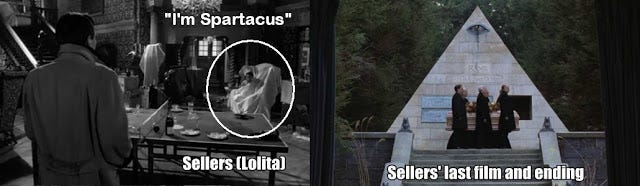 "I'm Spartacus"
Sellers (Lolita)
Sellers' last film and ending